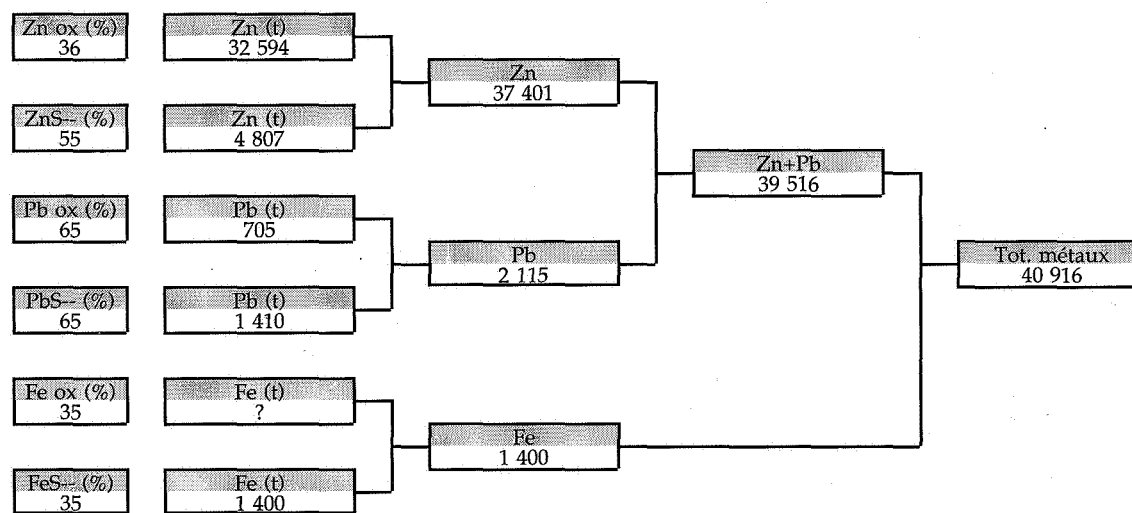 Zn ox (%)
36
Zn (t)
32 594
ZnS-- (%)
55
Zn (t)
4 807
Zn
37 401
Pb ox (%)
65
Pb (t)
705
PbS-- (%)
65
Pb (t)
1 410
Pb
2 115
Zn+Pb
39 516
Fe ox (%)
35
Fe (t)
?
FeS-- (%)
35
Fe (t)
1 400
Fe
1 400
Tot. métaux
40 916